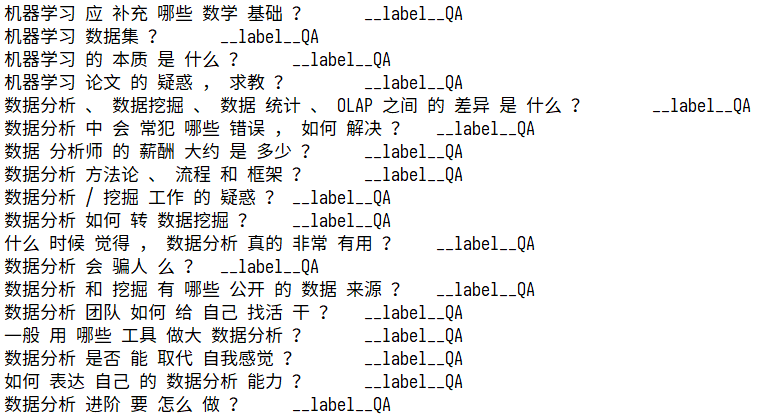 机器学习 应 补充 哪些 数学 基础 ? __label__QA
机器学习 数据集 ? __label__QA
机器学习 的 本质 是 什么 ? __label__QA
机器学习 论文 的 疑惑 , 求教 ? __label__QA
数据分析 、 数据挖掘 、 数据 统计 、 OLAP 之间 的 差异 是 什么 ? __label__QA
数据分析 中 会 常犯 哪些 错误 , 如何 解决 ? __label__QA
数据 分析师 的 薪酬 大约 是 多少 ? __label__QA
数据分析 方法论 、 流程 和 框架 ? __label__QA
数据分析 / 挖掘 工作 的 疑惑 ? __label__QA
数据分析 如何 转 数据挖掘 ? __label__QA
什么 时候 觉得 , 数据分析 真的 非常 有用 ? __label__QA
数据分析 会 骗人 么 ? __label__QA
数据分析 和 挖掘 有 哪些 公开 的 数据 来源 ? __label__QA
数据分析 团队 如何 给 自己 找活 干 ? __label__QA
一般 用 哪些 工具 做大 数据分析 ? __label__QA
数据分析 是否 能 取代 自我感觉 ? __label__QA
如何 表达 自己 的 数据分析 能力 ? __label__QA
数据分析 进阶 要 怎么 做 ? __label__QA